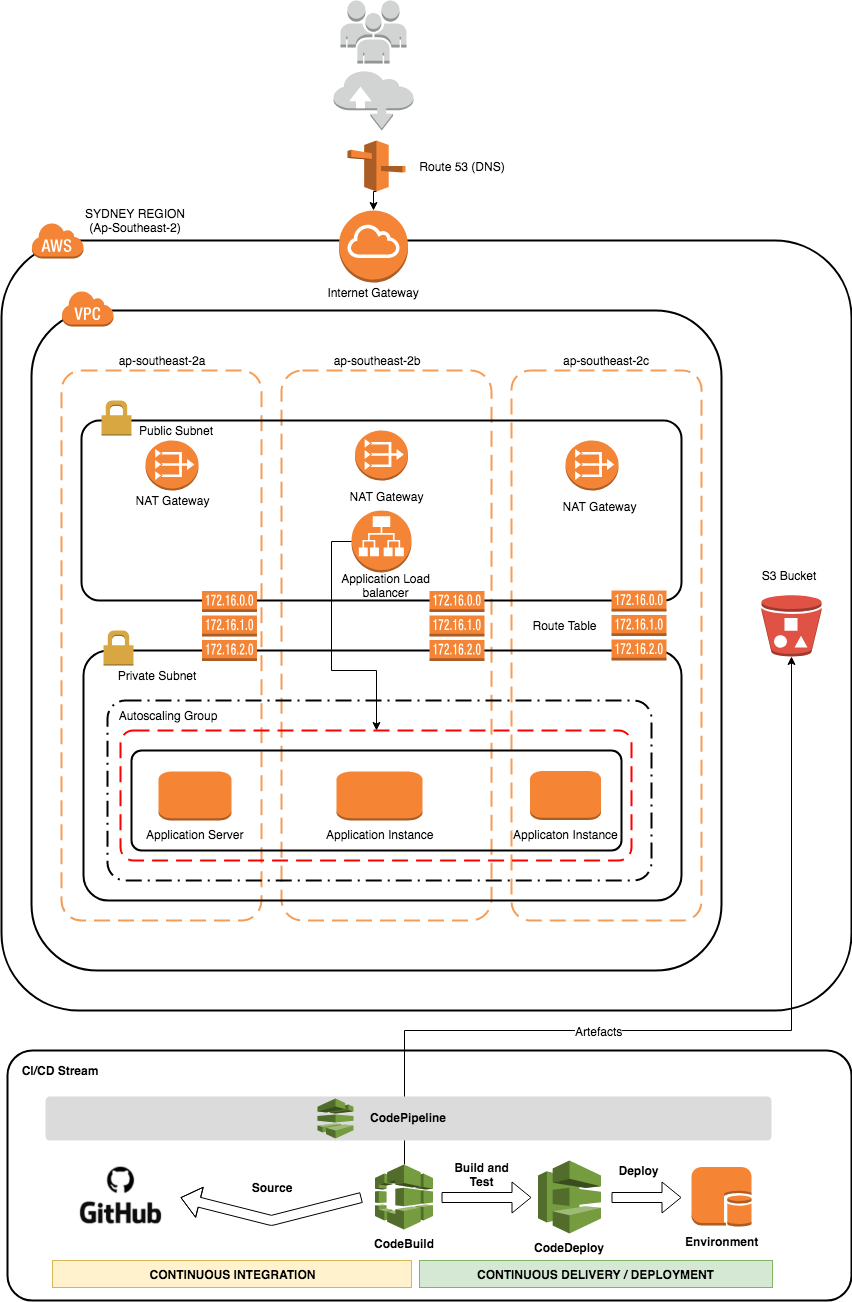 Route 53 (DNS)
SYDNEY REGION
(Ap-Southeast-2)
AWS
Internet Gateway
VPC
ap-southeast-2a
ap-southeast-2b
ap-southeast-2c
Public Subnet
NAT Gateway
NAT Gateway
NAT Gateway
Application Load
balancer
S3 Bucket
172.16.0.0
172.16.1.0
172.16.2.0
172.16.0.0
172.16.1.0
172.16.2.0
Route Table
172.16.0.0
172.16.1.0
172.16.2.0
Private Subnet
Autoscaling Group
Application Server
Application Instance
Applicaton Instance
Artefacts
CI/CD Stream
CodePipeline
GitHub
Source
CodeBuild
Build and
Test
CodeDeploy
Deploy
Environment
CONTINUOUS INTEGRATION
CONTINUOUS DELIVERY / DEPLOYMENT